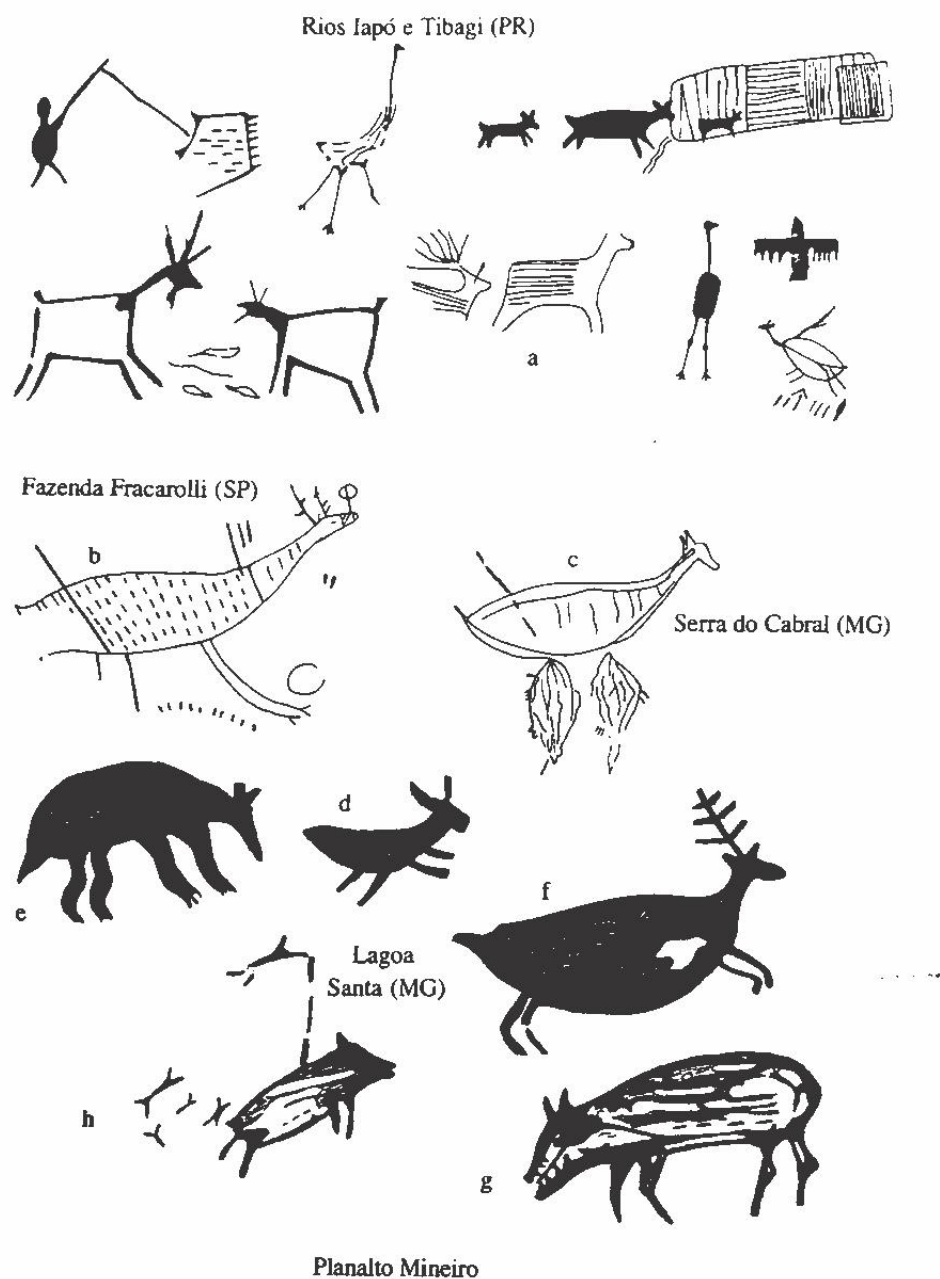 Rios Iapó e Tibagi (PR)
a
Fazenda Fracarolli (SP)
b
c
Serra do Cabral (MG)
d
e
f
Lagoa
Santa (MG)
h
g
Planalto Mineiro